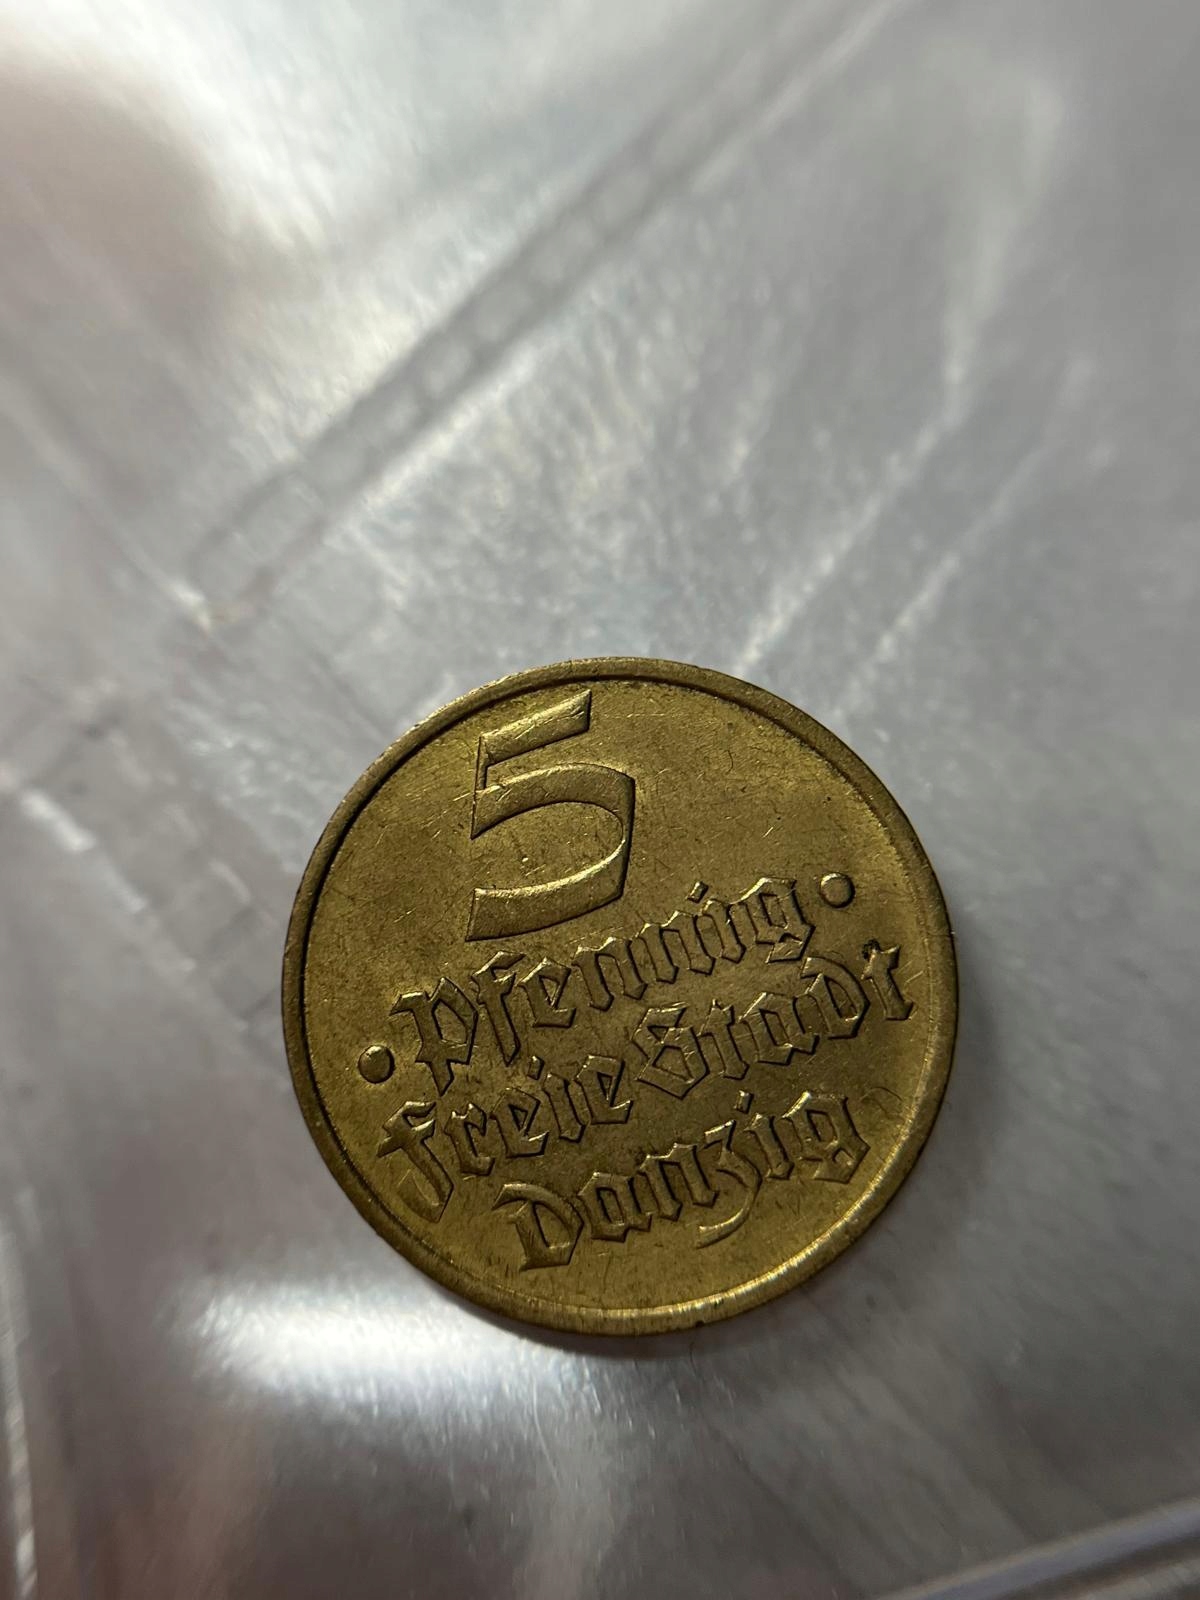 5
• Pfennig •
Freie Stadt
Danzig